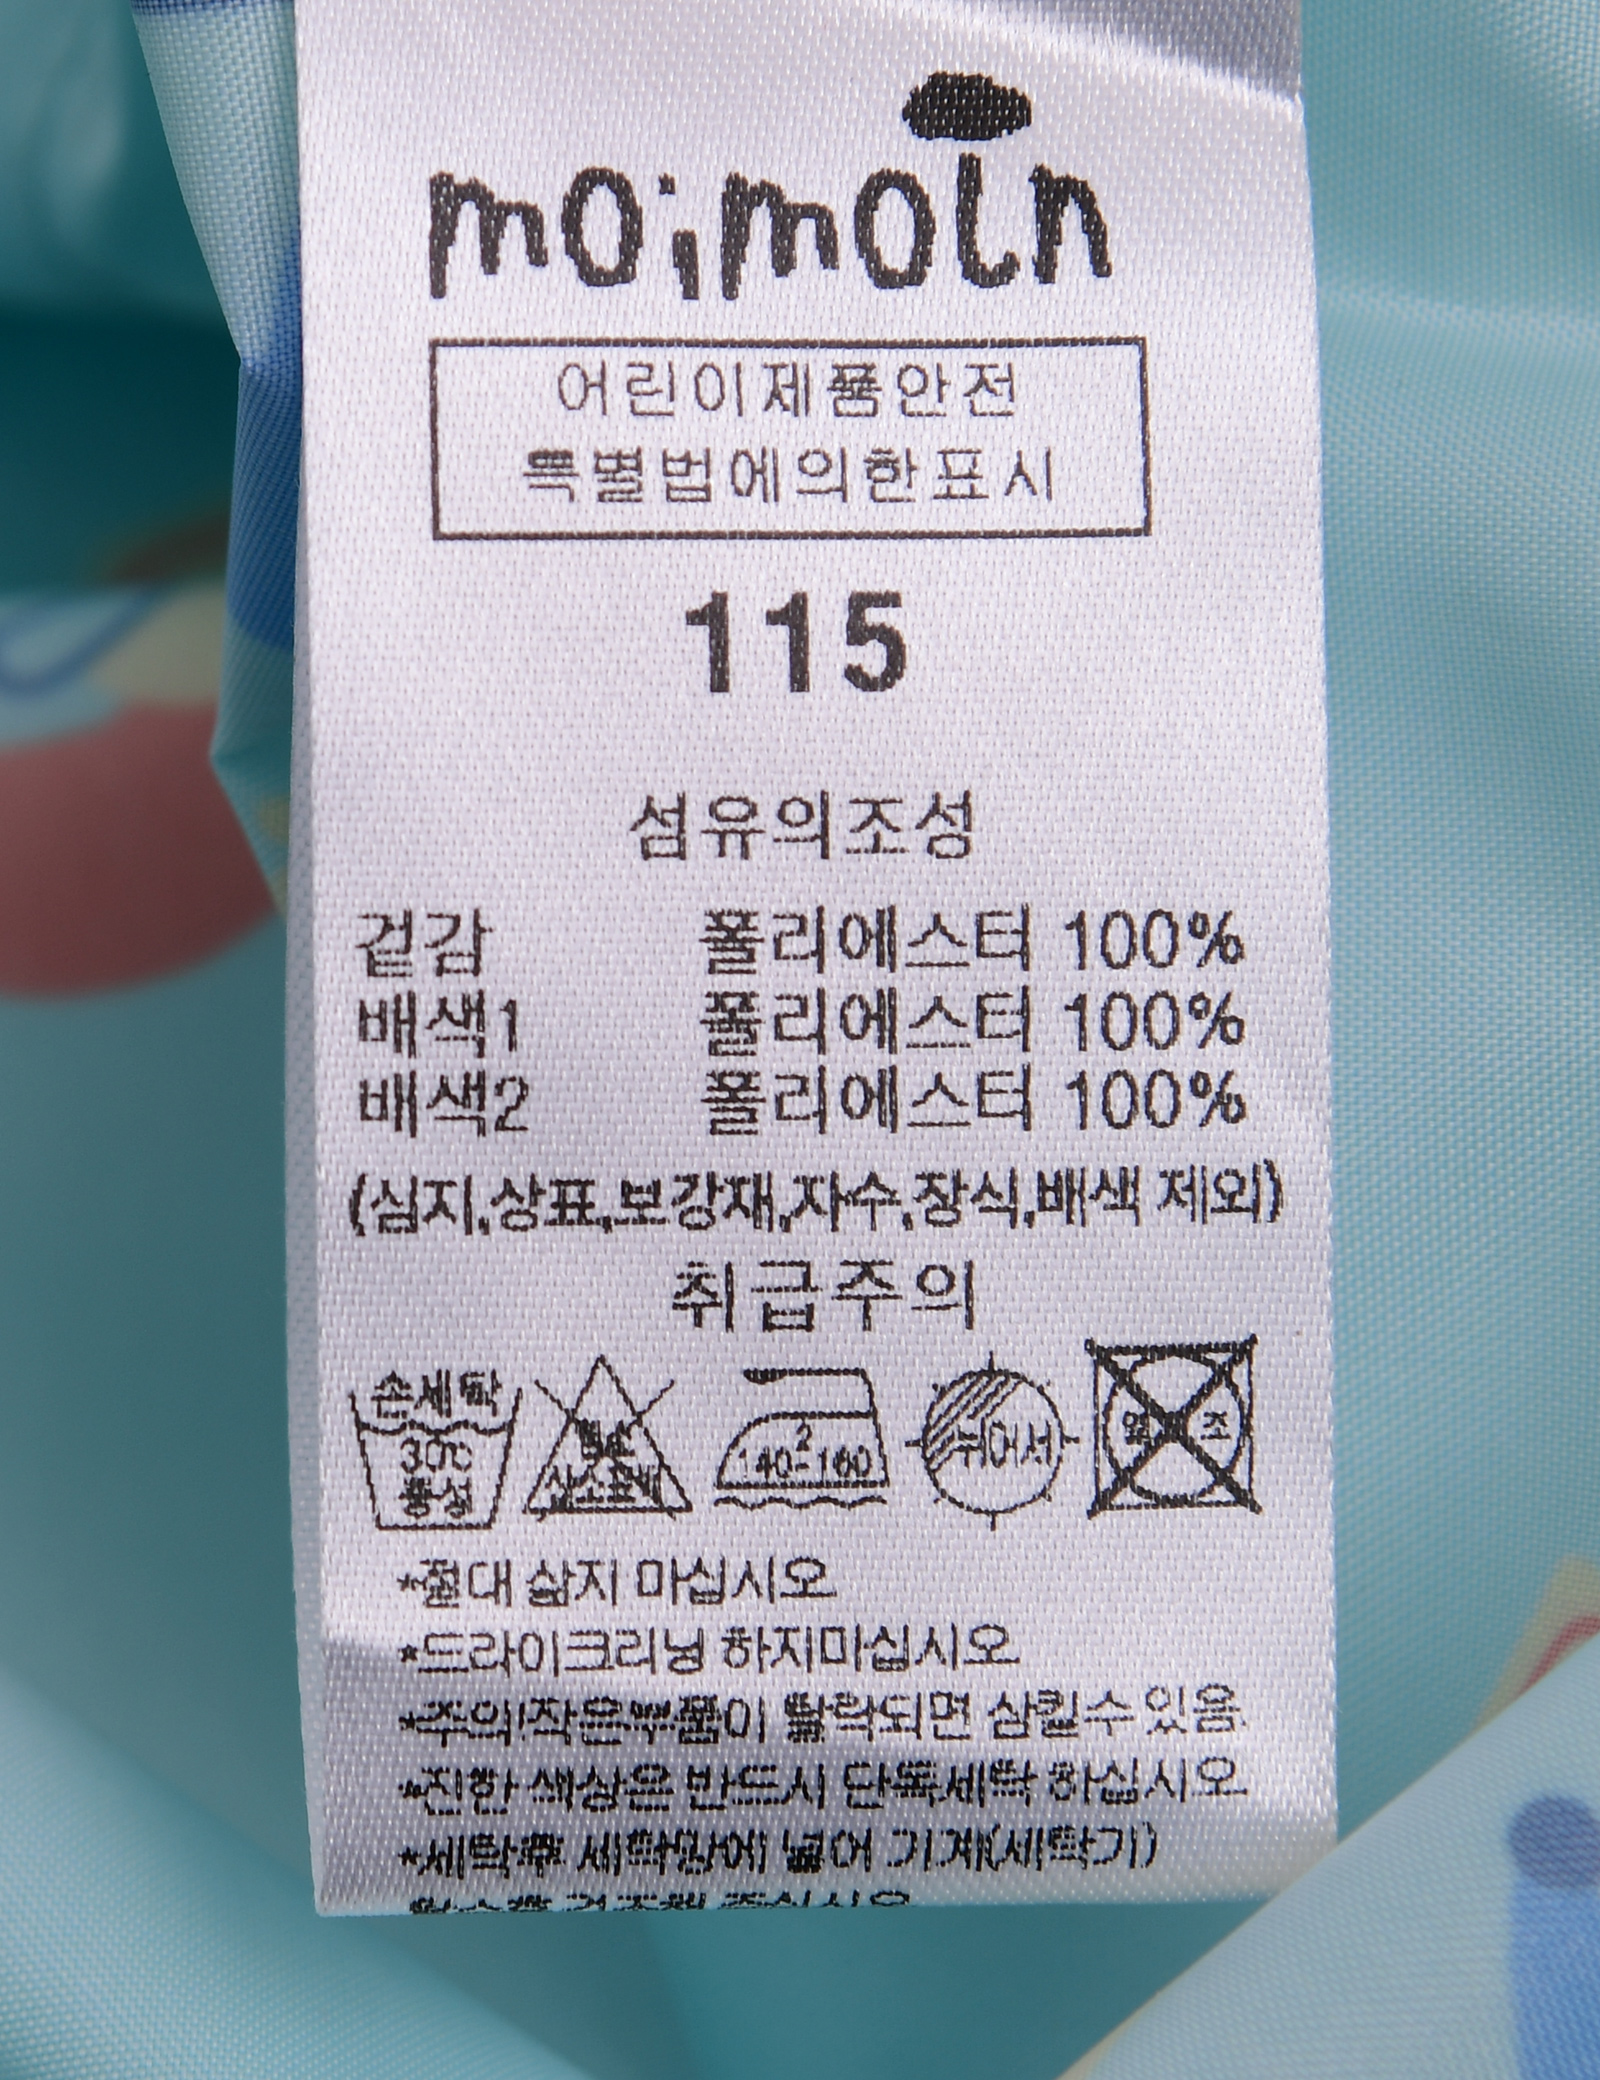 moimoln
어린이제품안전
특별법에의한표시
115
섬유의조성
겉감 폴리에스터 100%
배색1 폴리에스터 100%
배색2 폴리에스터 100%
(심지,상표,보강재,자수,장식,배색 제외)
취급주의
손세탁
30℃
중성
염소
산소표백
2
140-160
뉘어서
*절대 삶지 마십시오
*드라이크리닝 하지마십시오
*주의!작은부품이 탈락되면 삼킬수 있음
*진한 색상은 반드시 단독세탁 하십시오
*세탁후 세탁망에 넣어 기계(세탁기)